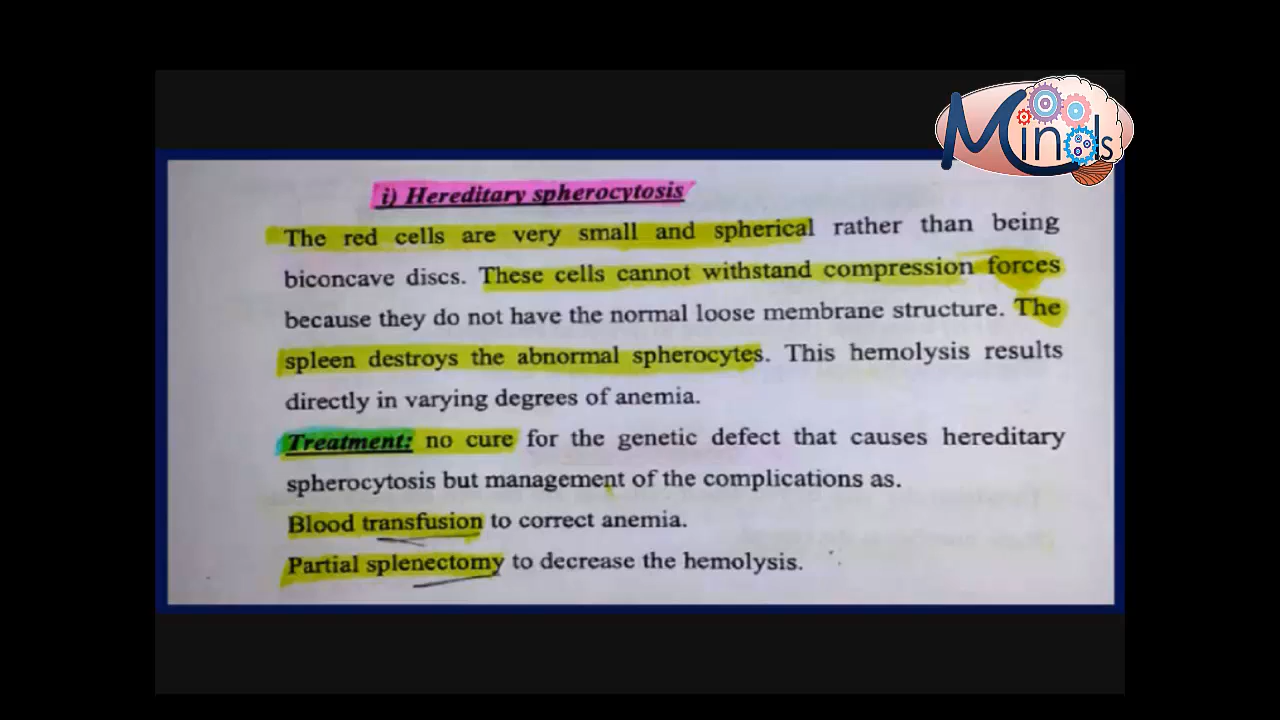 Minds
i) Hereditary spherocytosis
The red cells are very small and spherical rather than being
biconcave discs. These cells cannot withstand compression forces
because they do not have the normal loose membrane structure. The
spleen destroys the abnormal spherocytes. This hemolysis results
directly in varying degrees of anemia.
Treatment: no cure for the genetic defect that causes hereditary
spherocytosis but management of the complications as.
Blood transfusion to correct anemia.
Partial splenectomy to decrease the hemolysis.